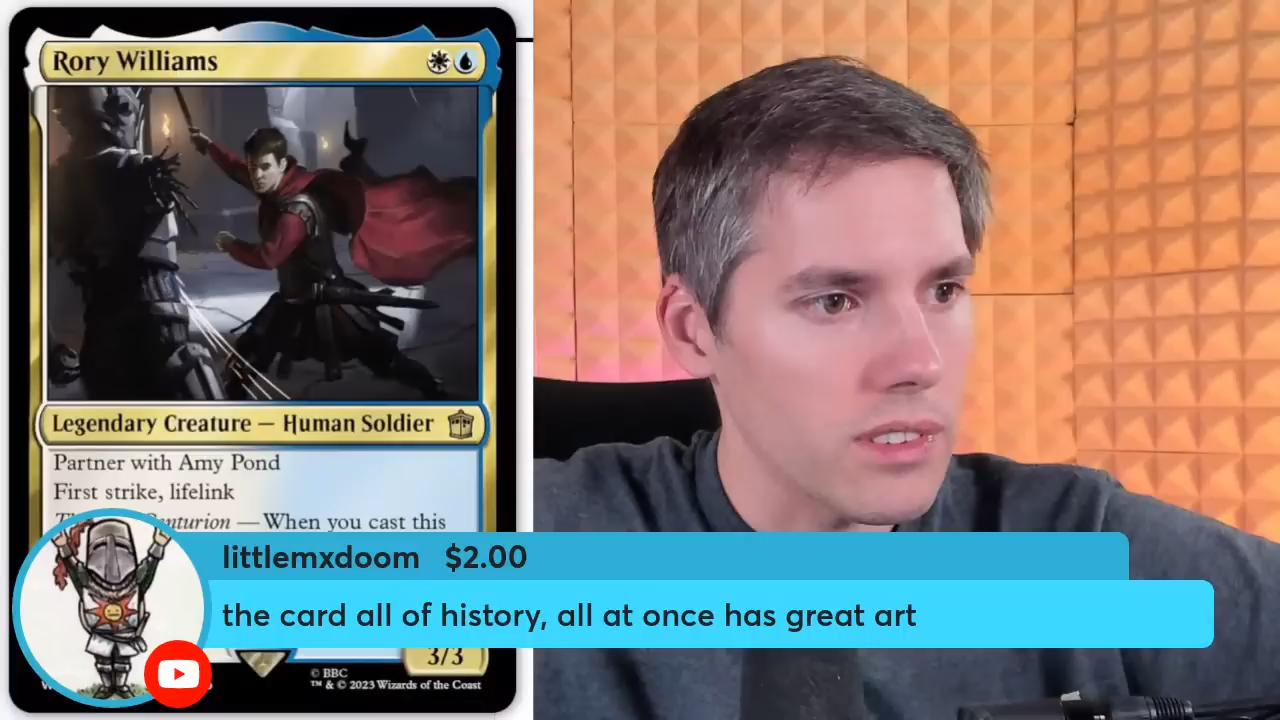 Rory Williams
Legendary Creature — Human Soldier
Partner with Amy Pond
First strike, lifelink
Centurion — When you cast this
littlemxdoom $2.00
the card all of history, all at once has great art
3/3
© BBC
™ & © 2023 Wizards of the Coast